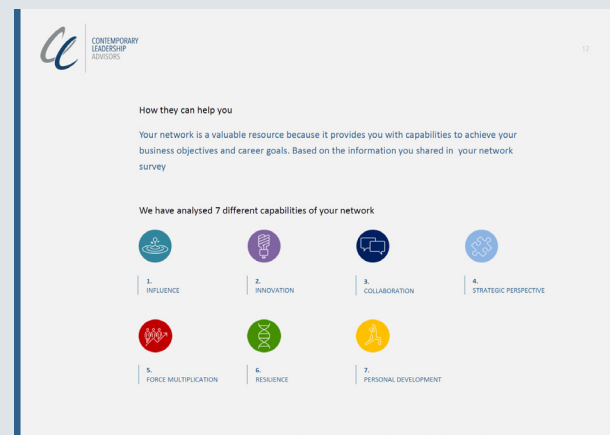 CONTEMPORARY
LEADERSHIP
ADVISORS
17
How they can help you
Your network is a valuable resource because it provides you with capabilities to achieve your
business objectives and career goals. Based on the information you shared in your network
survey
We have analysed 7 different capabilities of your network
1.
INFLUENCE
2.
INNOVATION
3.
COLLABORATION
4.
STRATEGIC PERSPECTIVE
5.
FORCE MULTIPLICATION
6.
RESILIENCE
7.
PERSONAL DEVELOPMENT